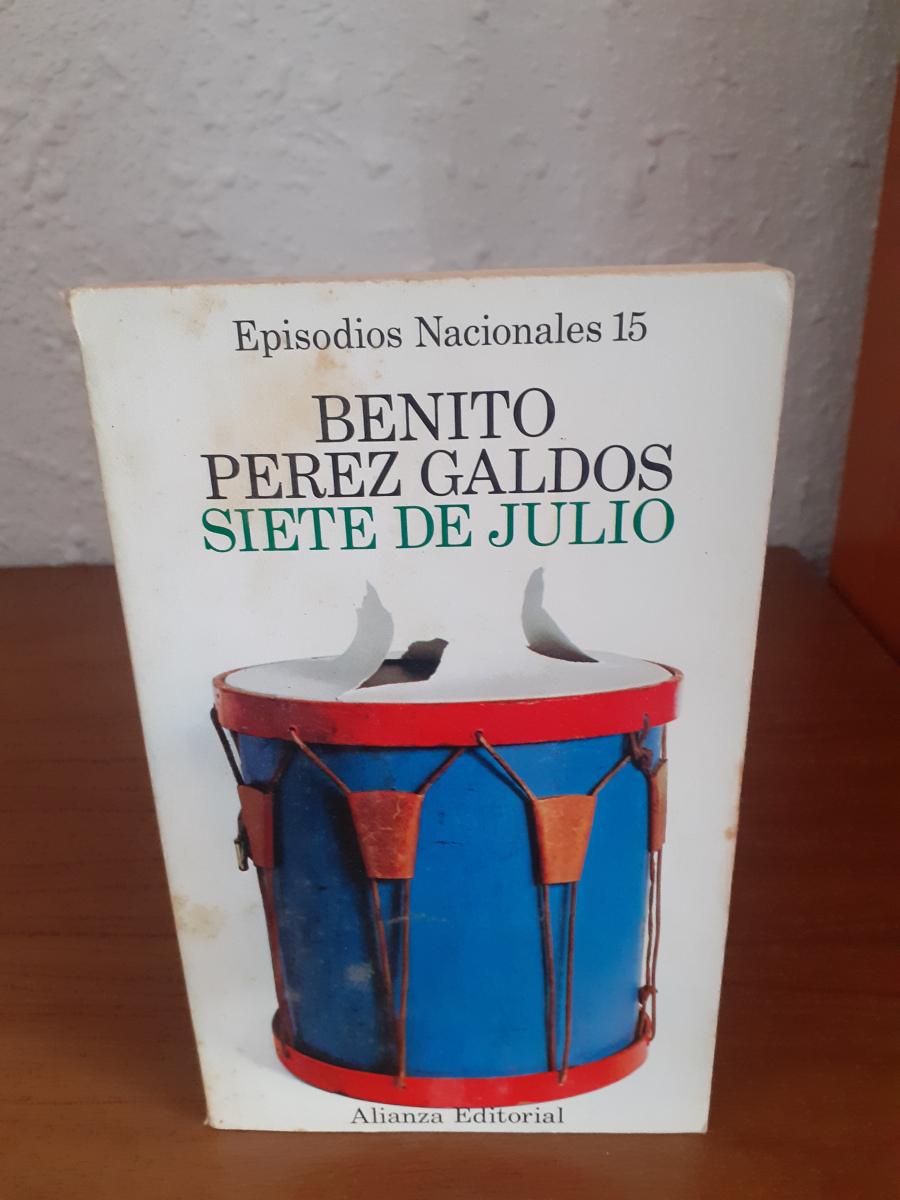 Episodios Nacionales 15
BENITO
PEREZ GALDOS
SIETE DE JULIO
Alianza Editorial